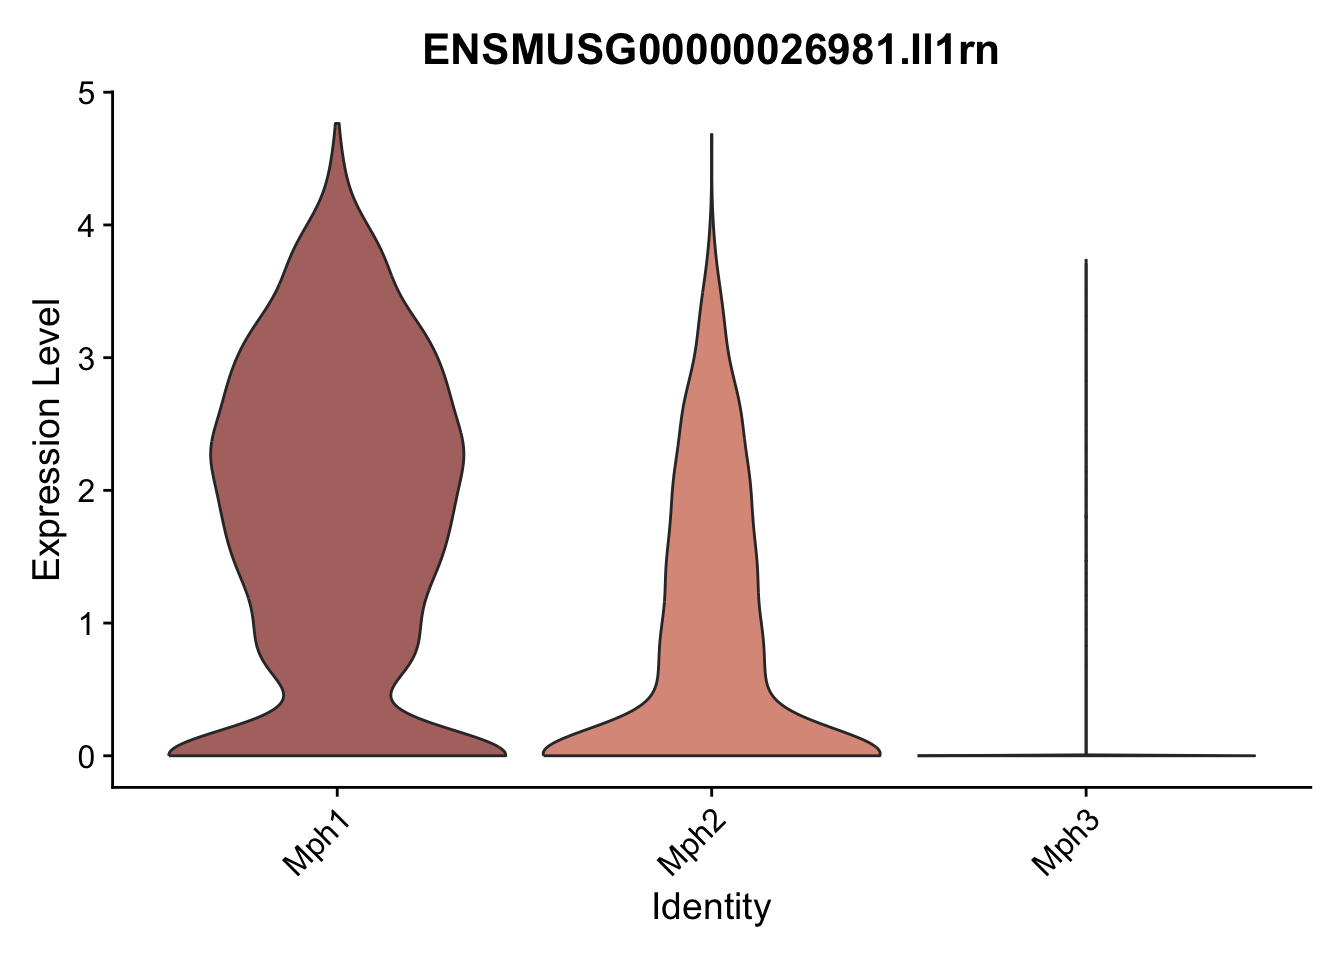 ENSMUSG00000026981.Il1rn
Expression Level
5
4
3
2
1
0
Mph1
Mph2
Mph3
Identity